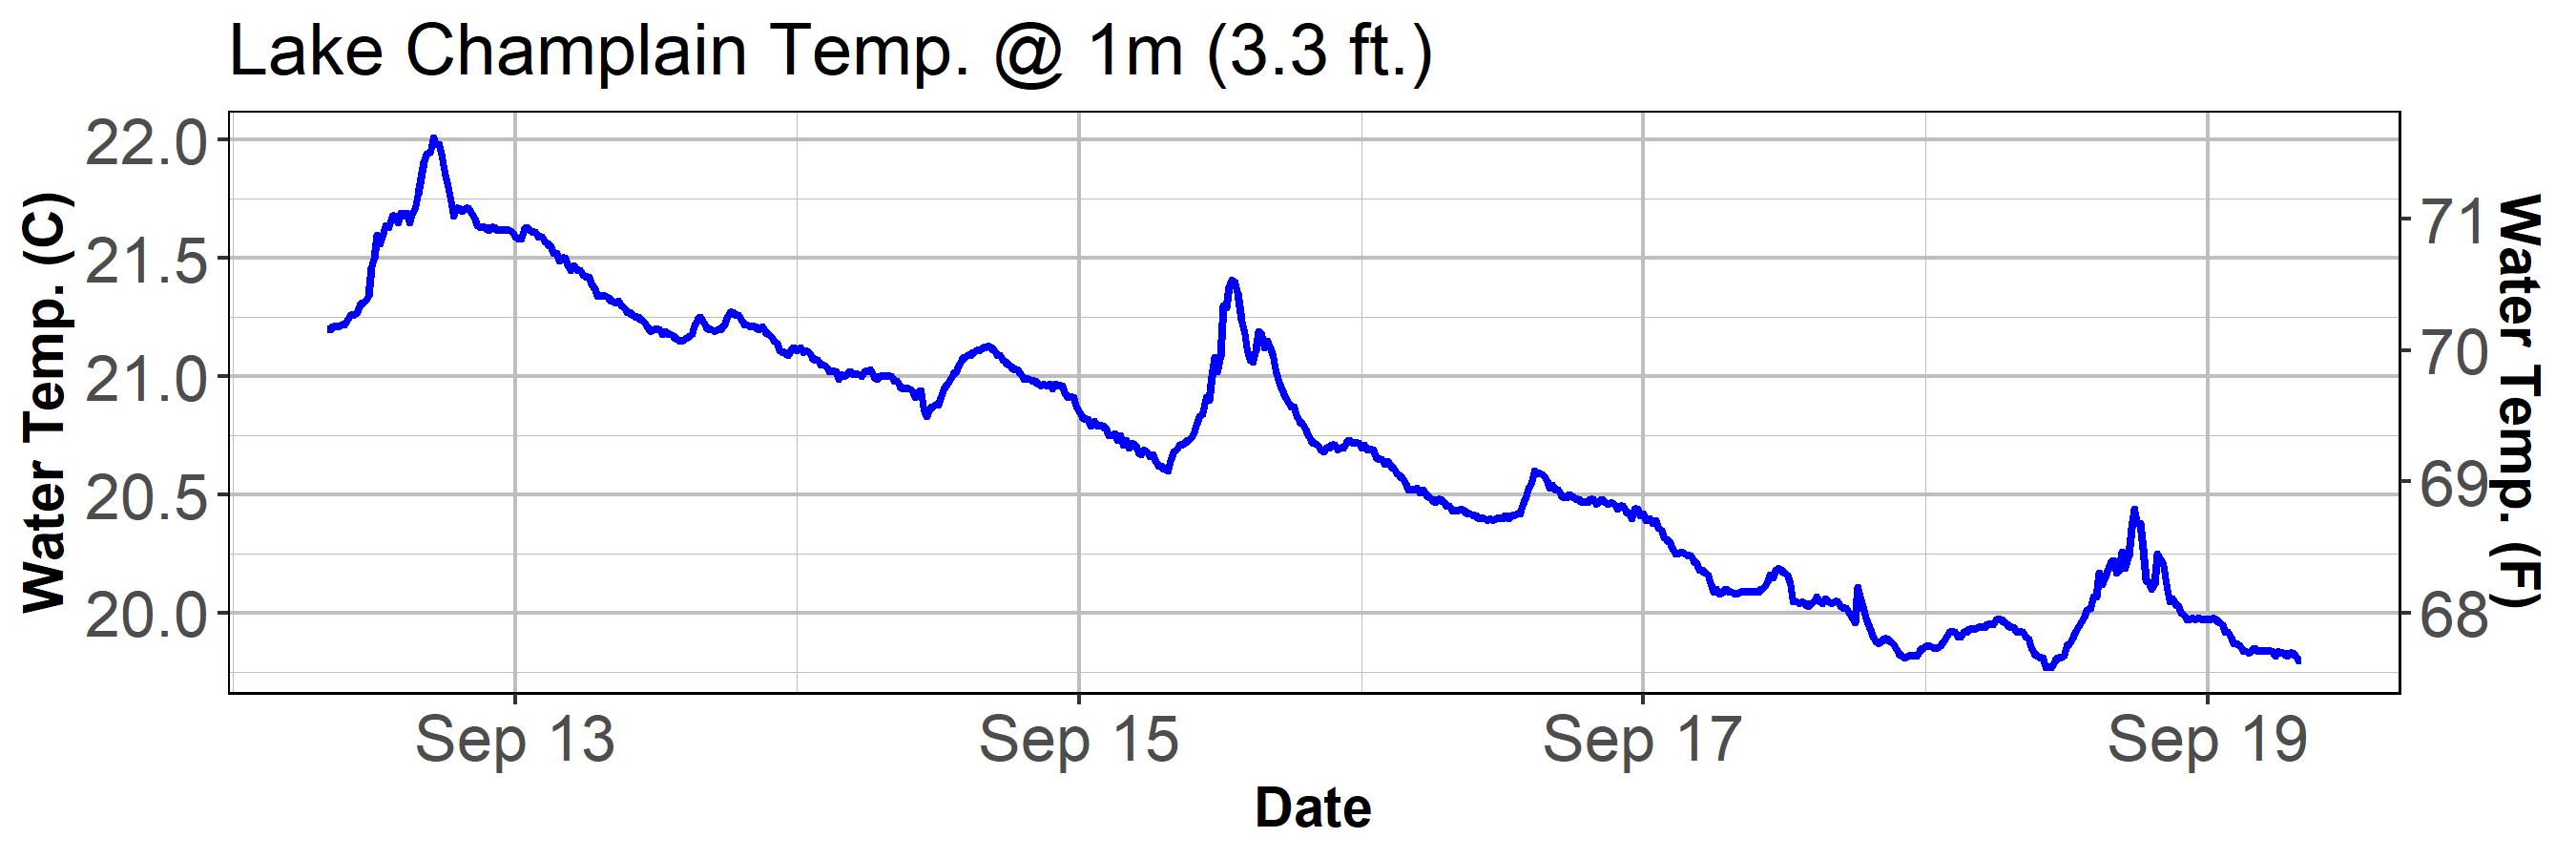 Lake Champlain Temp. @ 1m (3.3 ft.)
Water Temp. (C)
22.0
21.5
21.0
20.5
20.0
71
70
69
68
Water Temp. (F)
Sep 13
Sep 15
Sep 17
Sep 19
Date